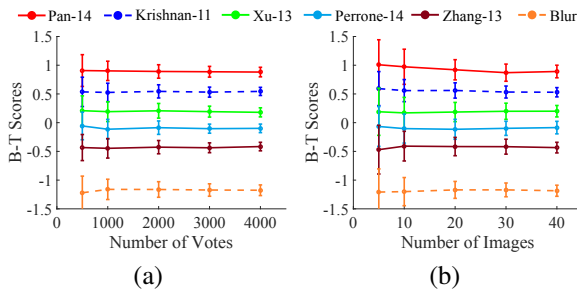 Pan-14 Krishnan-11 Xu-13 Perrone-14 Zhang-13 Blur
B-T Scores
1.5
1
0.5
0
-0.5
-1
-1.5
0 1000 2000 3000 4000
Number of Votes
(a)
B-T Scores
1.5
1
0.5
0
-0.5
-1
-1.5
0 10 20 30 40
Number of Images
(b)